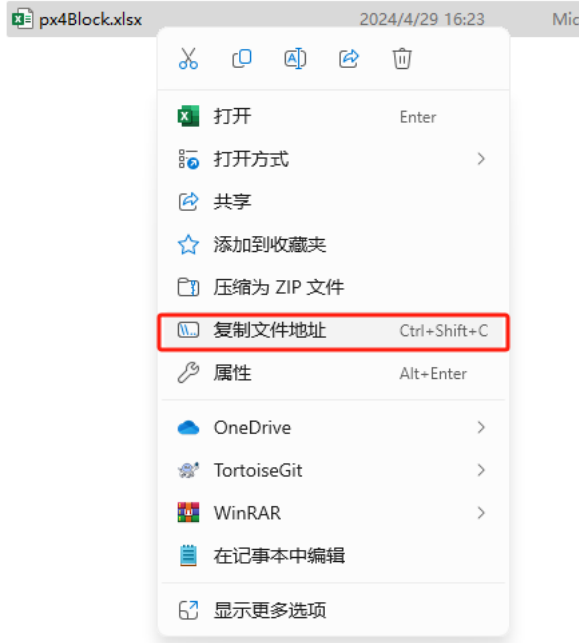 px4Block.xlsx 2024/4/29 16:23 Mic
打开 Enter
打开方式
共享
添加到收藏夹
压缩为 ZIP 文件
复制文件地址 Ctrl+Shift+C
属性 Alt+Enter
OneDrive
TortoiseGit
WinRAR
在记事本中编辑
显示更多选项